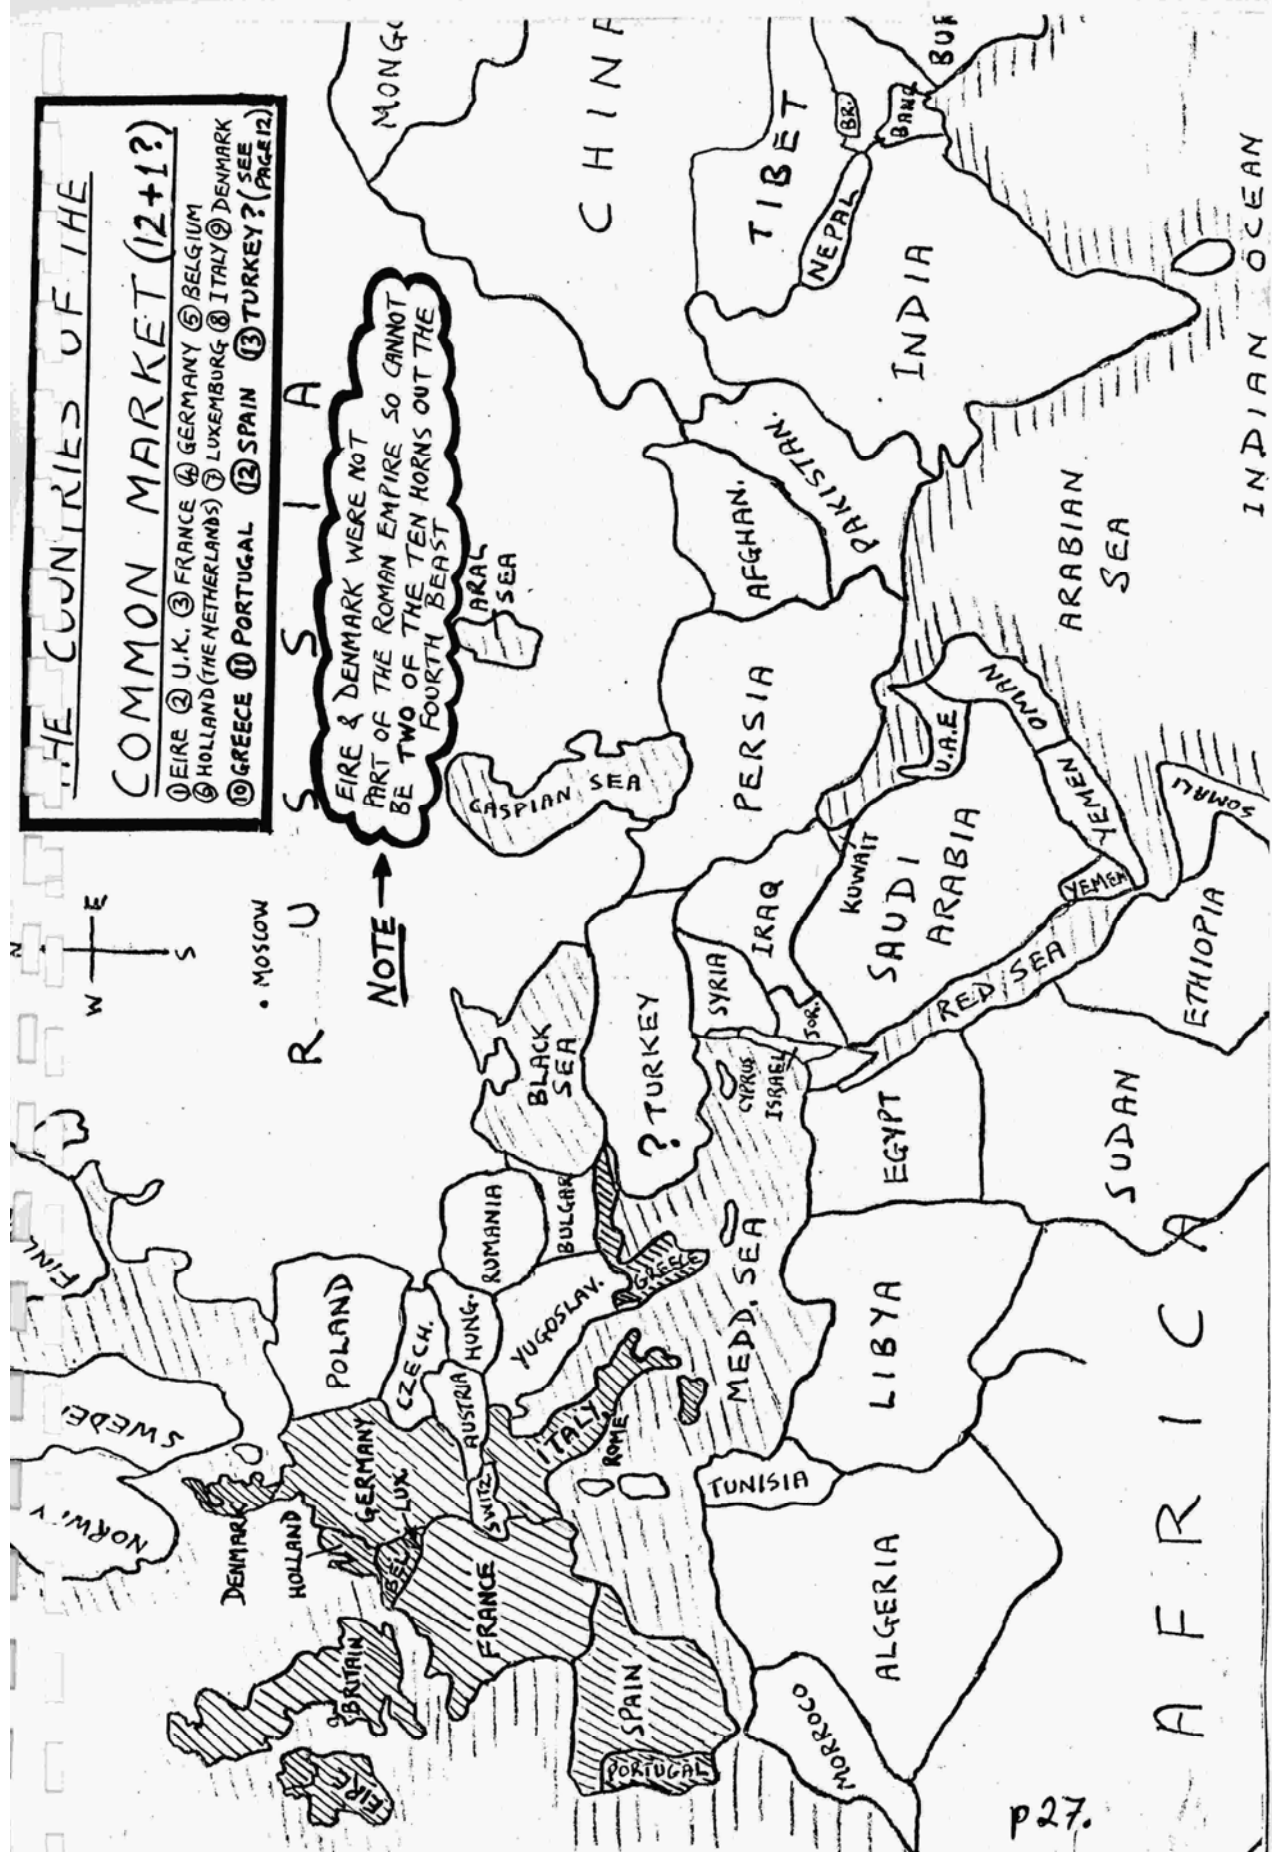 THE COUNTRIES OF THE
COMMON MARKET (12+1?)
① EIRE ② U.K. ③ FRANCE ④ GERMANY ⑤ BELGIUM
⑥ HOLLAND (THE NETHERLANDS) ⑦ LUXEMBURG ⑧ ITALY ⑨ DENMARK
⑩ GREECE ⑪ PORTUGAL ⑫ SPAIN ⑬ TURKEY? (SEE
PAGE 12)
N
W E
S
NOTE →
EIRE & DENMARK WERE NOT
PART OF THE ROMAN EMPIRE SO CANNOT
BE TWO OF THE TEN HORNS OUT THE
FOURTH BEAST
. MOSCOW
R U S S I A
FINL
SWEDE
NORW Y
DENMARK
HOLLAND
BRITAIN
EIRE
GERMANY
LUX.
BEL
FRANCE
SPAIN
PORTUGAL
SWITZ.
ITALY
ROME
POLAND
CZECH.
AUSTRIA
HUNG.
RUMANIA
YUGOSLAV.
BULGAR
GREECE
BLACK
SEA
? TURKEY
CYPRUS
MEDD. SEA
CASPIAN SEA
ARAL
SEA
MONGO
CHINA
TIBET
NEPAL
BR.
BANG
BUR
INDIA
PAKISTAN.
AFGHAN.
PERSIA
IRAQ
SYRIA
JOR.
ISRAEL
KUWAIT
SAUDI
ARABIA
U.A.E
OMAN
YEMEN
YEMEN
RED SEA
ARABIAN
SEA
INDIAN OCEAN
SOMALI
ETHIOPIA
SUDAN
EGYPT
LIBYA
TUNISIA
ALGERIA
MORROCO
AFRICA
p27.